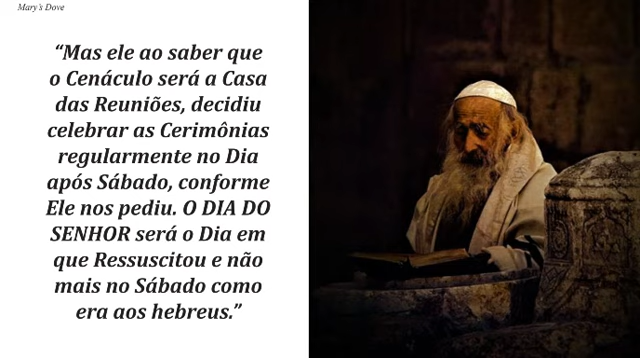 Mary's Dove
“Mas ele ao saber que
o Cenáculo será a Casa
das Reuniões, decidiu
celebrar as Cerimônias
regularmente no Dia
após Sábado, conforme
Ele nos pediu. O DIA DO
SENHOR será o Dia em
que Ressuscitou e não
mais no Sábado como
era aos hebreus.”